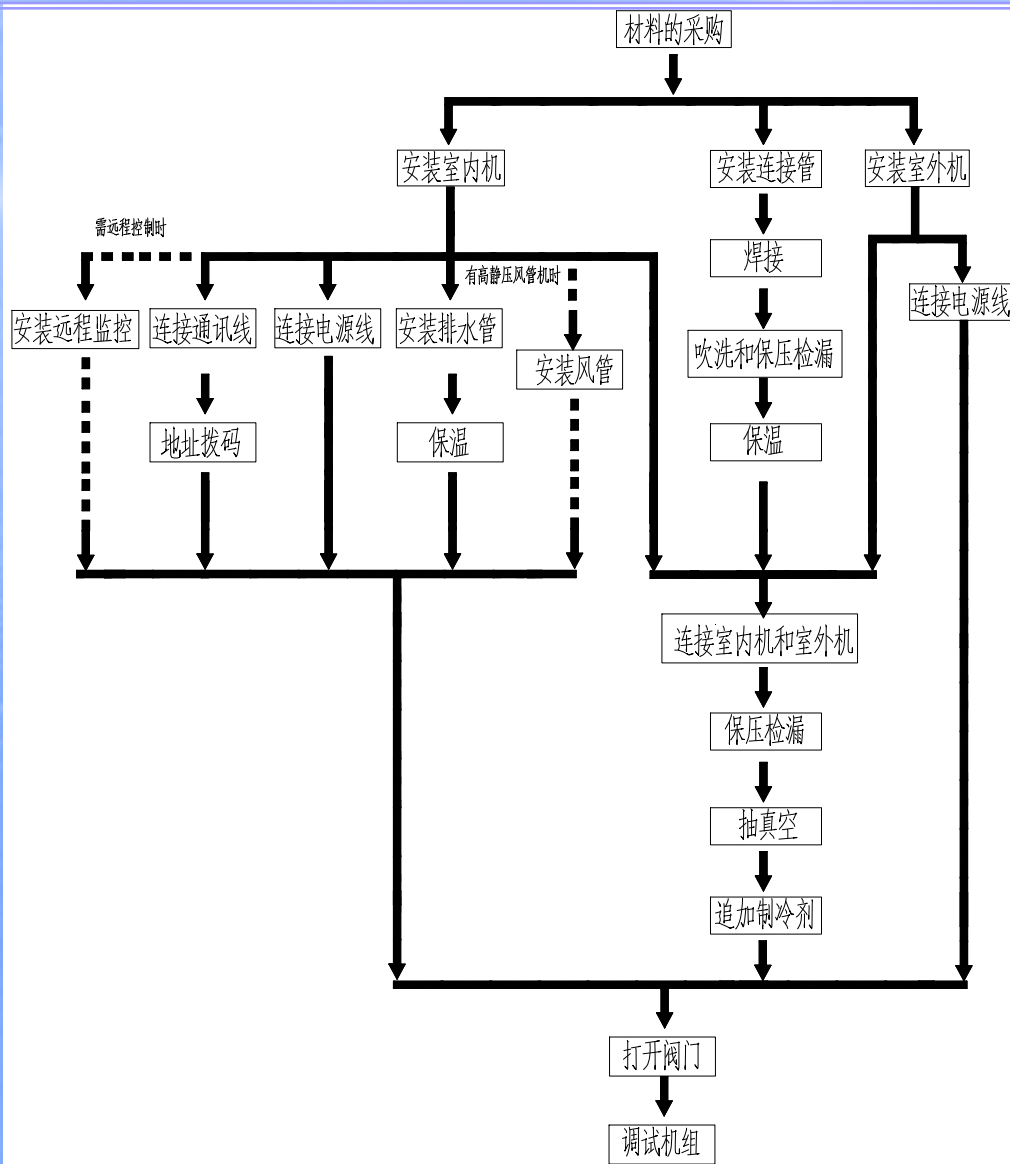 材料的采购
安装室内机
安装连接管
安装室外机
需远程控制时
焊接
有高静压风管机时
连接电源线
安装远程监控
连接通讯线
连接电源线
安装排水管
吹洗和保压检漏
安装风管
地址拨码
保温
保温
连接室内机和室外机
保压检漏
抽真空
追加制冷剂
打开阀门
调试机组